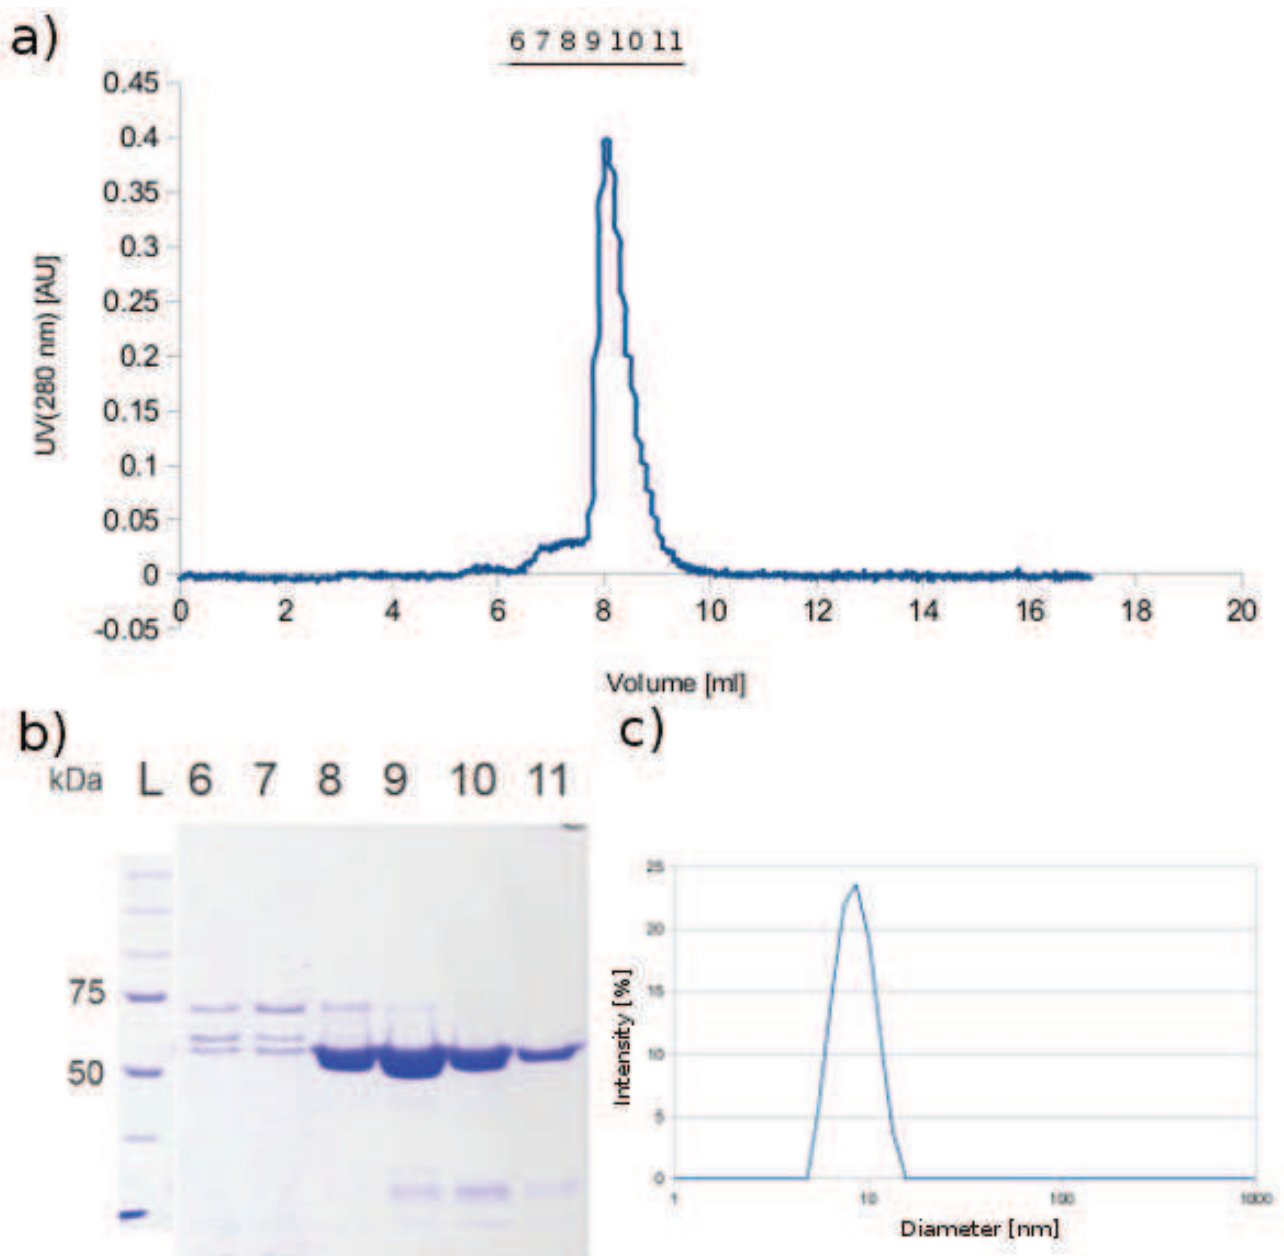 a)
6 7 8 9 10 11
0.45
0.4
0.35
0.3
0.25
0.2
0.15
0.1
0.05
0
-0.05
UV(280 nm) [AU]
0 2 4 6 8 10 12 14 16 18 20
Volume [ml]
b)
kDa L 6 7 8 9 10 11
75
50
c)
25
20
15
10
5
0
Intensity [%]
1 10 100 1000
Diameter [nm]